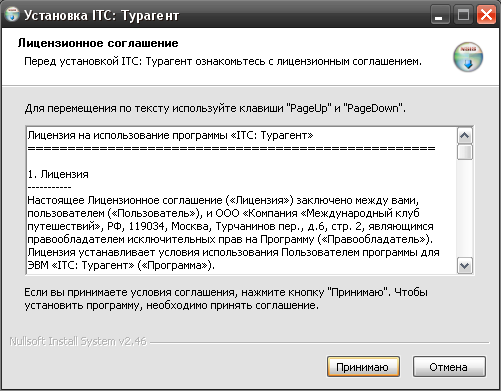 Установка ITC: Турагент
Лицензионное соглашение
Перед установкой ITC: Турагент ознакомьтесь с лицензионным соглашением.
Для перемещения по тексту используйте клавиши "PageUp" и "PageDown".
Лицензия на использование программы «ITC: Турагент»
====================================================
1. Лицензия
-----------
Настоящее Лицензионное соглашение («Лицензия») заключено между вами,
пользователем («Пользователь»), и ООО «Компания «Международный клуб
путешествий», РФ, 119034, Москва, Турчанинов пер., д.6, стр. 2, являющимся
правообладателем исключительных прав на Программу («Правообладатель»).
Лицензия устанавливает условия использования Пользователем программы для
ЭВМ «ITC: Турагент» («Программа»).
Если вы принимаете условия соглашения, нажмите кнопку "Принимаю". Чтобы
установить программу, необходимо принять соглашение.
Nullsoft Install System v2.46
Принимаю
Отмена